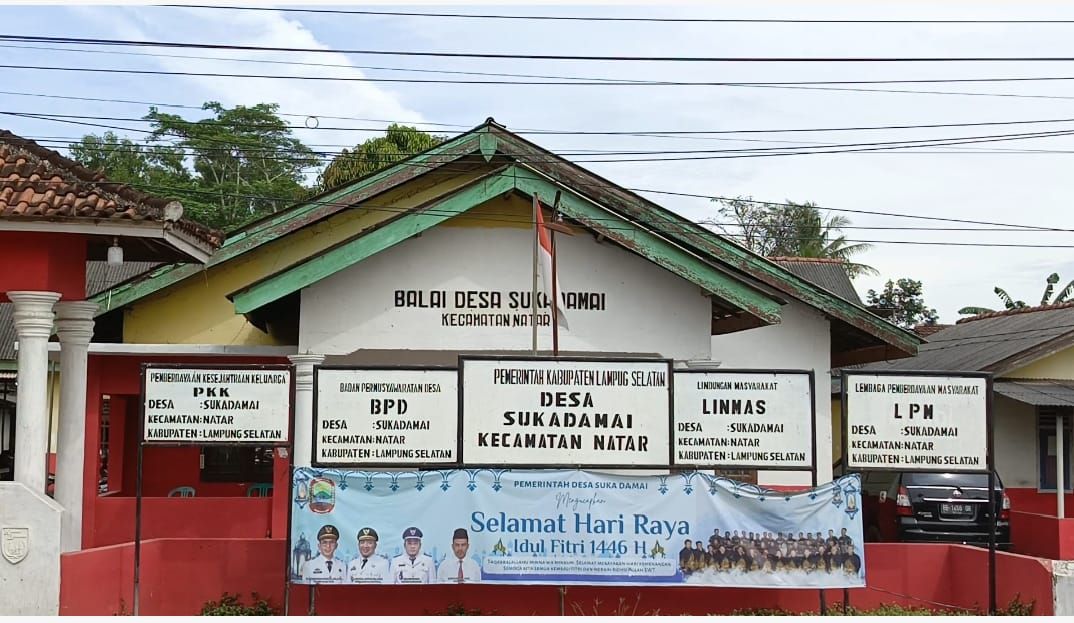 BALAI DESA SUKADAMAI
KECAMATAN NATAR
PEMBERDAYAAN KESEJAHTRAAN KELUARGA
PKK
DESA :SUKADAMAI
KECAMATAN:NATAR
KABUPATEN:LAMPUNG SELATAN
BADAN PERMUSYAWARATAN DESA
BPD
DESA :SUKADAMAI
KECAMATAN:NATAR
KABUPATEN:LAMPUNG SELATAN
PEMERINTAH KABUPATEN LAMPUG SELATAN
DESA
SUKADAMAI
KECAMATAN NATAR
LINDUNGAN MASYARAKAT
LINMAS
DESA :SUKADAMAI
KECAMATAN:NATAR
KABUPATEN:LAMPUNG SELATAN
LEMBAGA PEMBERDAYAAN MASYARAKAT
LPM
DESA :SUKADAMAI
KECAMATAN:NATAR
KABUPATEN:LAMPUNG SELATAN
PEMERINTAH DESA SUKA DAMAI
Mengucapkan
Selamat Hari Raya
Idul Fitri 1446 H